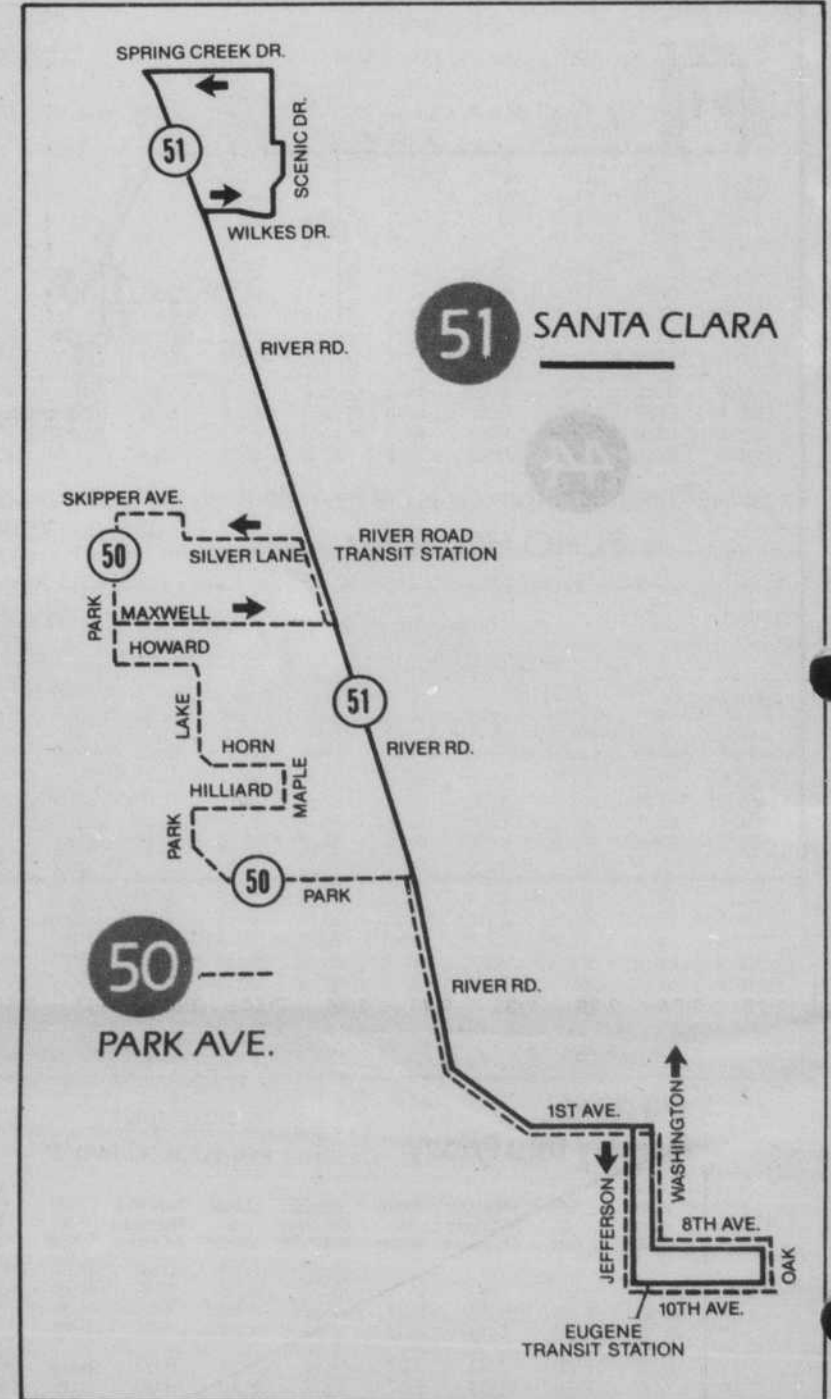 SPRING CREEK DR.
51
SCENIC DR.
WILKES DR.
RIVER RD.
51 SANTA CLARA
SKIPPER AVE.
50
SILVER LANE
RIVER ROAD
TRANSIT STATION
PARK
MAXWELL
HOWARD
51
LAKE
HORN
RIVER RD.
MAPLE
HILLIARD
PARK
50
PARK
50
PARK AVE.
RIVER RD.
1ST AVE.
WASHINGTON
JEFFERSON
8TH AVE.
OAK
10TH AVE.
EUGENE
TRANSIT STATION